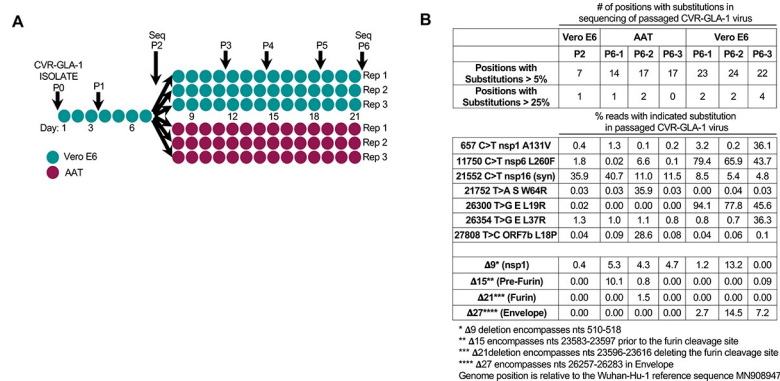 A
Seq
P2
CVR-GLA-1
ISOLATE
P0
P1
P3
P4
P5
Seq
P6
Rep 1
Rep 2
Rep 3
Day: 1 3 6 9 12 15 18 21
Rep 1
Rep 2
Rep 3
Vero E6
AAT
B
# of positions with substitutions in
sequencing of passaged CVR-GLA-1 virus
Vero E6 AAT Vero E6
P2 P6-1 P6-2 P6-3 P6-1 P6-2 P6-3
Positions with
Substitutions > 5% 7 14 17 17 23 24 22
Positions with
Substitutions > 25% 1 1 2 0 2 2 4
% reads with indicated substitution
in passaged CVR-GLA-1 virus
657 C>T nsp1 A131V 0.4 1.3 0.1 0.2 3.2 0.2 36.1
11750 C>T nsp6 L260F 1.8 0.02 6.6 0.1 79.4 65.9 43.7
21552 C>T nsp16 (syn) 35.9 40.7 11.0 11.5 8.5 5.4 4.8
21752 T>A S W64R 0.03 0.03 35.9 0.03 0.00 0.04 0.03
26300 T>G E L19R 0.02 0.00 0.00 0.00 94.1 77.8 45.6
26354 T>G E L37R 1.3 1.0 1.1 0.8 0.8 0.7 36.3
27808 T>C ORF7b L18P 0.04 0.09 28.6 0.08 0.04 0.06 0.1
Δ9* (nsp1) 0.4 5.3 4.3 4.7 1.2 13.2 0.00
Δ15** (Pre-Furin) 0.00 10.1 0.8 0.00 0.00 0.00 0.09
Δ21*** (Furin) 0.00 0.00 1.5 0.00 0.00 0.00 0.00
Δ27**** (Envelope) 0.00 0.00 0.00 0.00 2.7 14.5 7.2
* Δ9 deletion encompasses nts 510-518
** Δ15 encompasses nts 23583-23597 prior to the furin cleavage site
*** Δ21deletion encompasses nts 23596-23616 deleting the furin cleavage site
**** Δ27 encompasses nts 26257-26283 in Envelope
Genome position is relative to the Wuhan-Hu-1 reference sequence MN908947